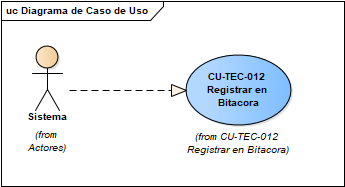 uc Diagrama de Caso de Uso
CU-TEC-012
Registrar en
Bitacora
Sistema
(from
Actores)
(from CU-TEC-012
Registrar en Bitacora)